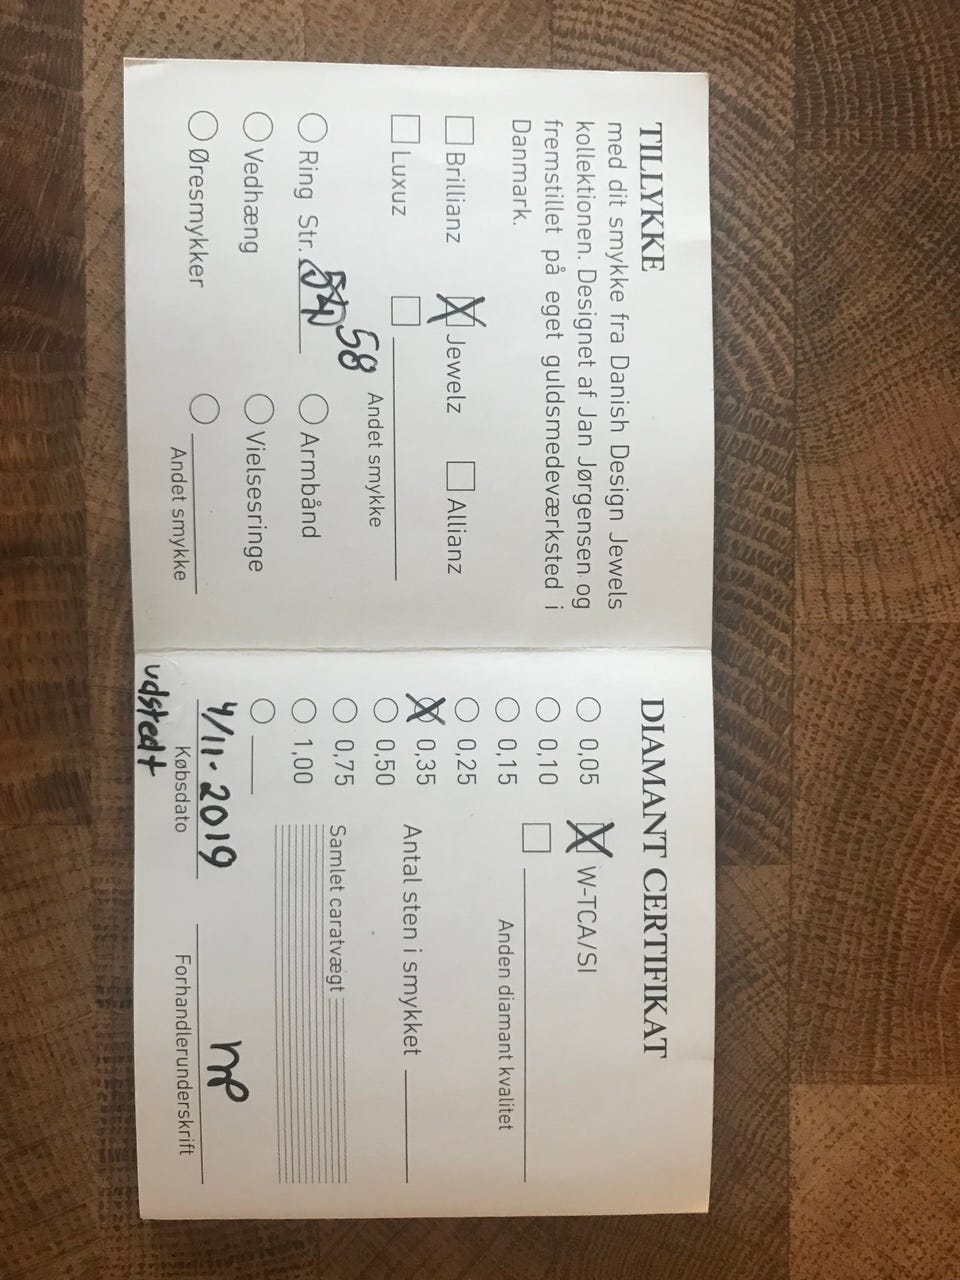 TILLYKKE
med dit smykke fra Danish Design Jewels
kollektionen. Designet af Jan Jørgensen og
fremstillet på eget guldsmedeværksted i
Danmark.
Brillianz Jewelz Allianz
Luxuz
Andet smykke
58
Ring Str. 54 Armbånd
Vedhæng Vielsesringe
Øresmykker
Andet smykke
DIAMANT CERTIFIKAT
0,05 W-TCA/SI
0,10
0,15 Anden diamant kvalitet
0,25
0,35 Antal sten i smykket
0,50
0,75 Samlet caratvægt
1,00
4/11.2019
Købsdato Forhandlerunderskrift
udstedt